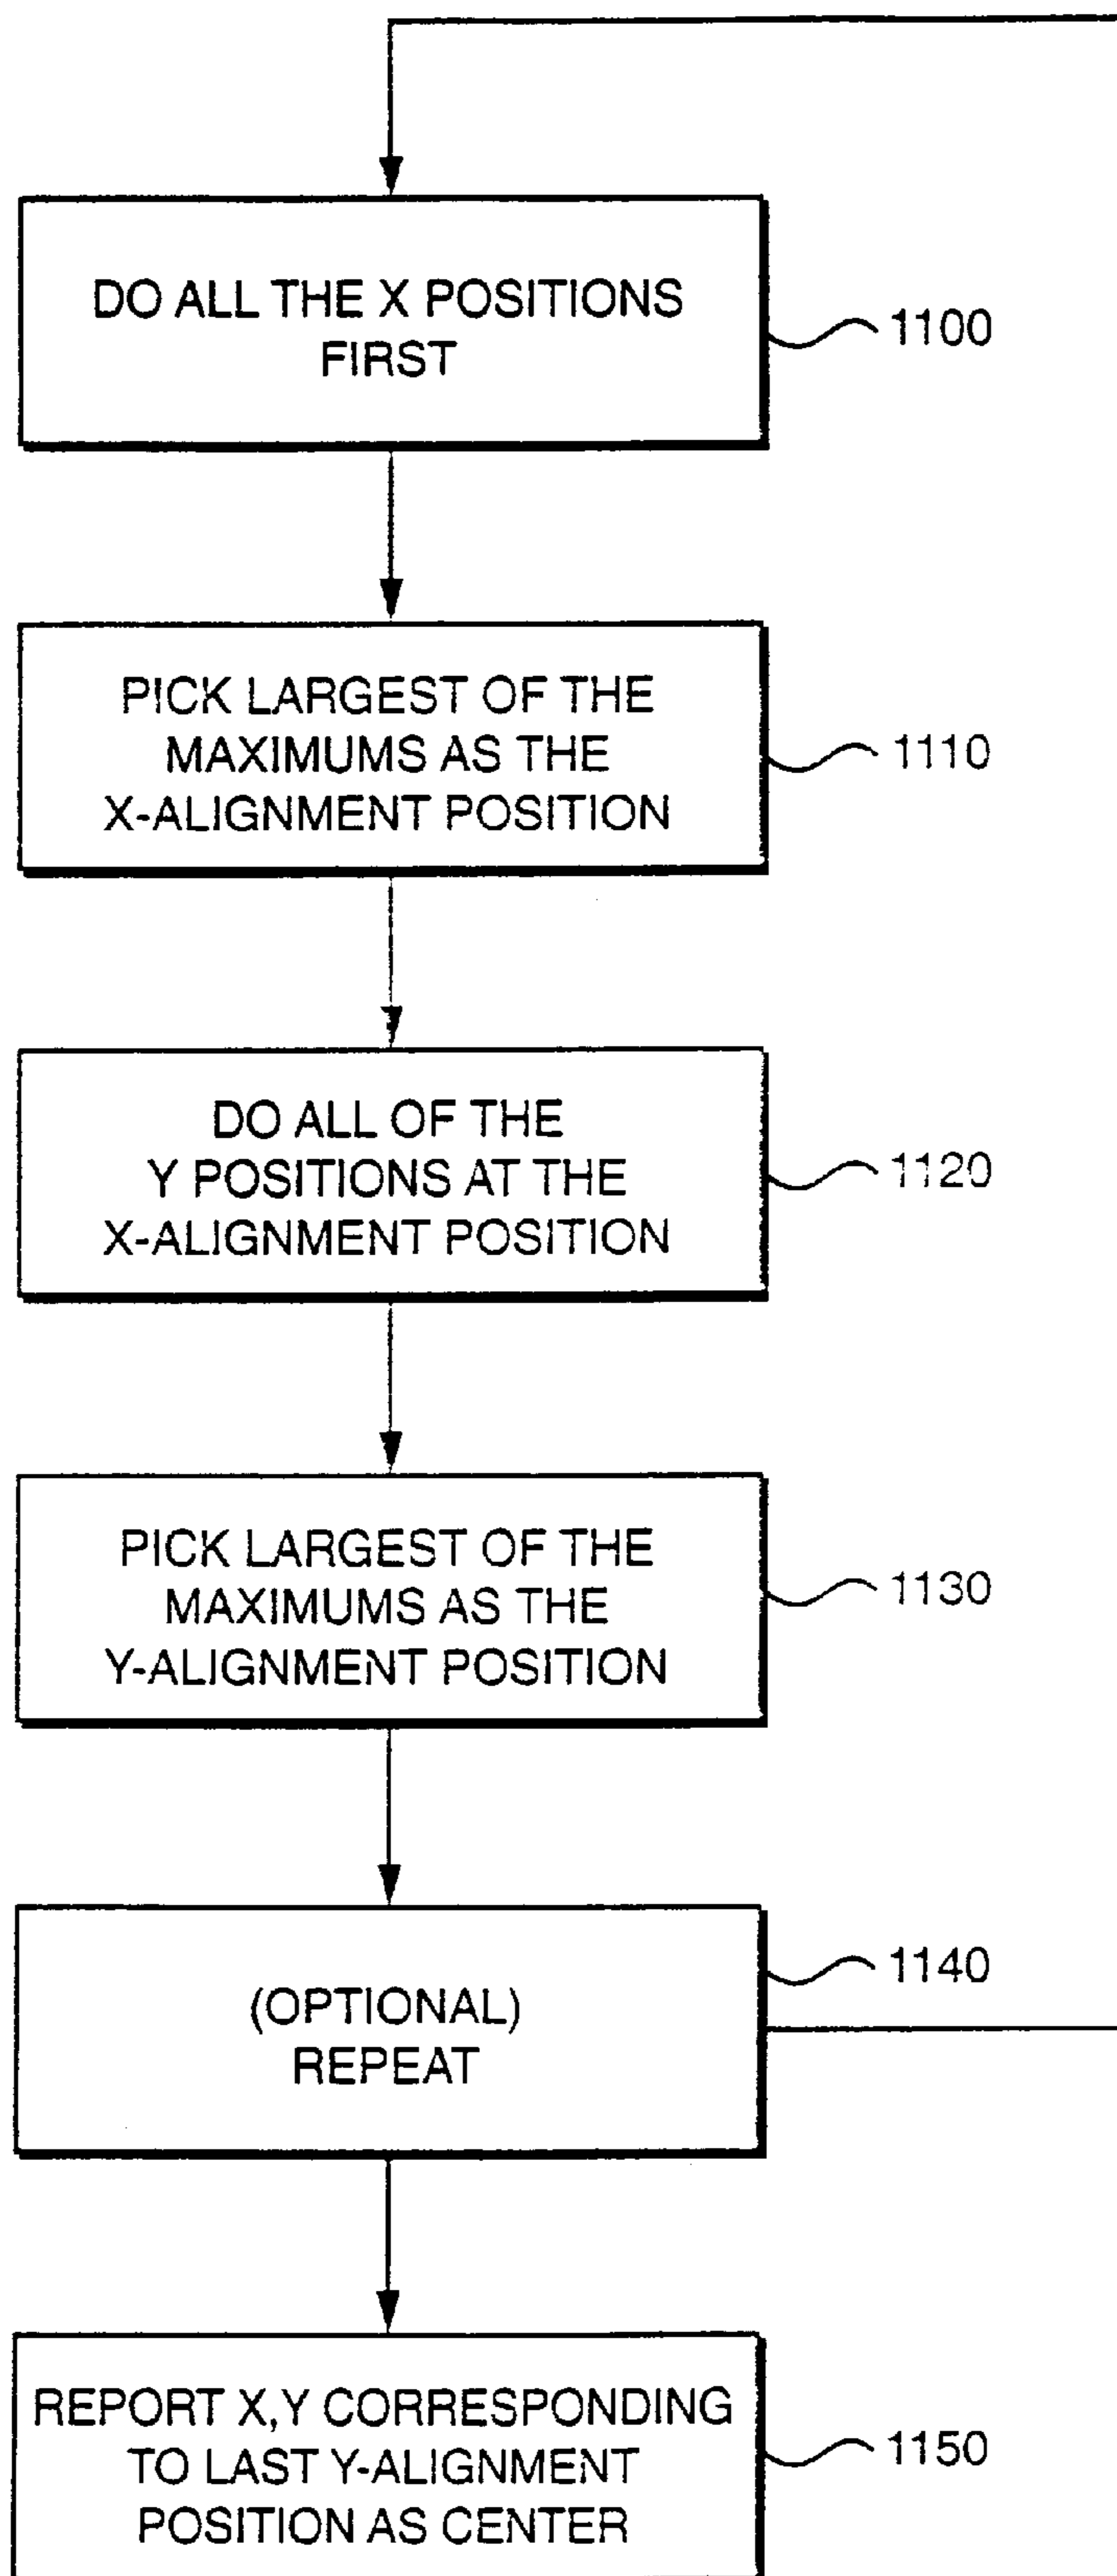 DO ALL THE X POSITIONS
FIRST
1100
PICK LARGEST OF THE
MAXIMUMS AS THE
X-ALIGNMENT POSITION
1110
DO ALL OF THE
Y POSITIONS AT THE
X-ALIGNMENT POSITION
1120
PICK LARGEST OF THE
MAXIMUMS AS THE
Y-ALIGNMENT POSITION
1130
(OPTIONAL)
REPEAT
1140
REPORT X,Y CORRESPONDING
TO LAST Y-ALIGNMENT
POSITION AS CENTER
1150